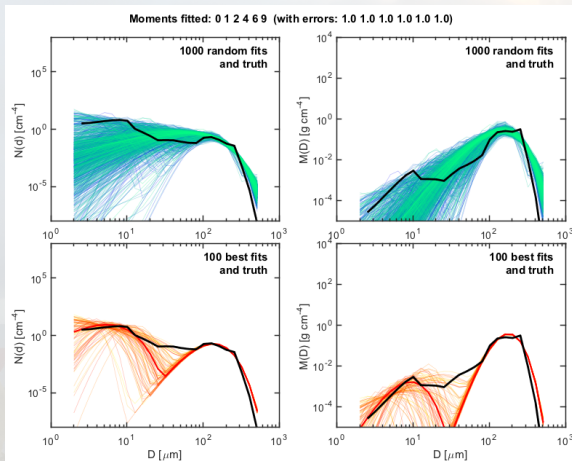 Moments fitted: 0 1 2 4 6 9 (with errors: 1.0 1.0 1.0 1.0 1.0 1.0)
1000 random fits
and truth
N(d) [cm⁻⁴]
10⁵
10⁰
10⁻⁵
10⁰ 10¹ 10² 10³
1000 random fits
and truth
M(D) [g cm⁻⁴]
10⁴
10² 
10⁰
10⁻²
10⁻⁴
10⁰ 10¹ 10² 10³
100 best fits
and truth
N(d) [cm⁻⁴]
10⁵
10⁰
10⁻⁵
10⁰ 10¹ 10² 10³
D [μm]
100 best fits
and truth
M(D) [g cm⁻⁴]
10⁴
10²
10⁰
10⁻²
10⁻⁴
10⁰ 10¹ 10² 10³
D [μm]